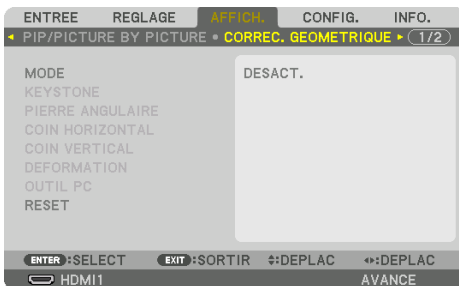 ENTREE REGLAGE AFFICH. CONFIG. INFO.
PIP/PICTURE BY PICTURE • CORREC. GEOMETRIQUE 1/2
MODE DESACT.
KEYSTONE
PIERRE ANGULAIRE
COIN HORIZONTAL
COIN VERTICAL
DEFORMATION
OUTIL PC
RESET
ENTER :SELECT EXIT :SORTIR :DEPLAC :DEPLAC
HDMI1 AVANCE